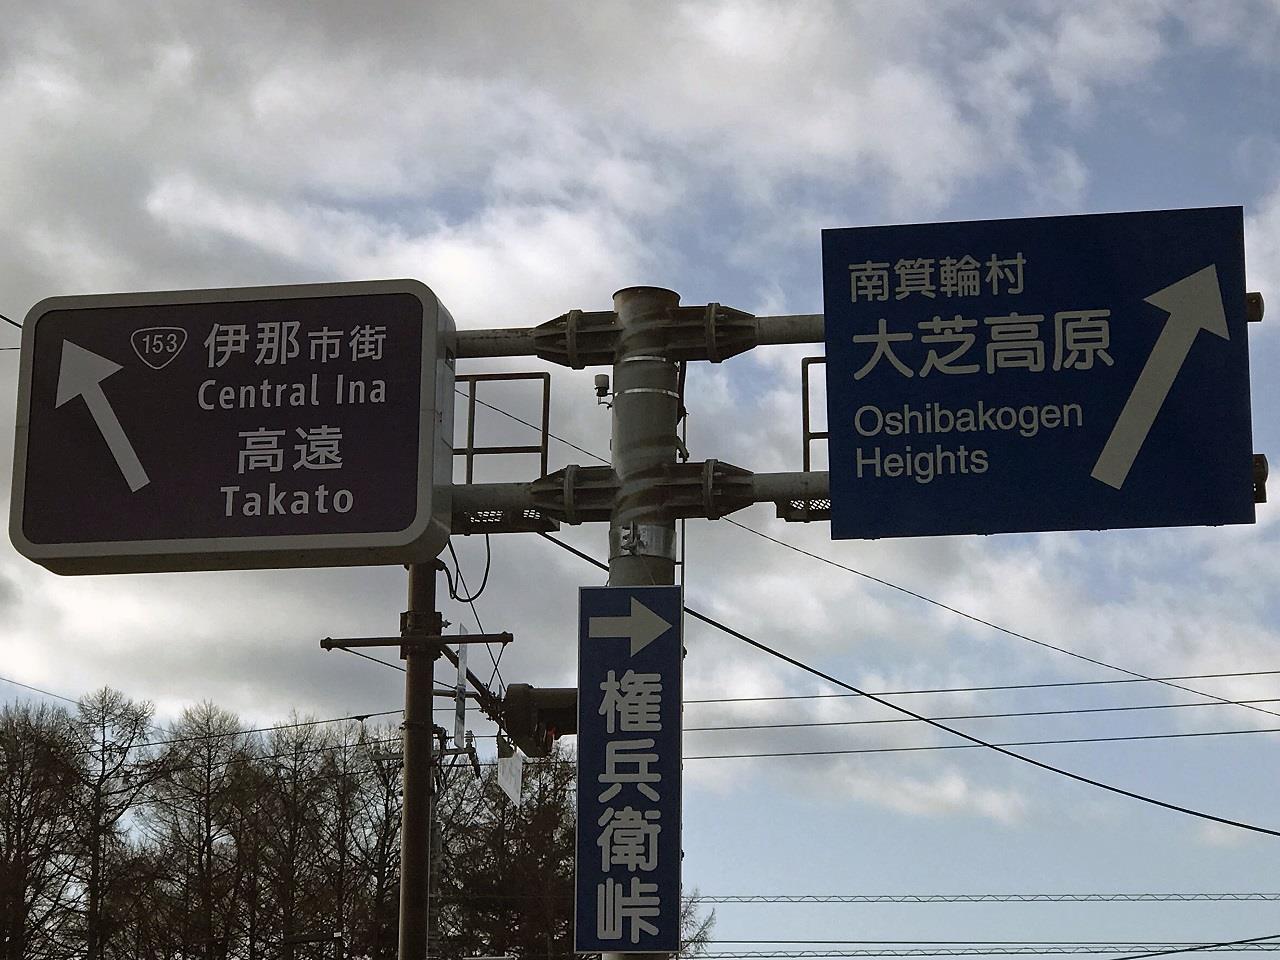 153 伊那市街
Central Ina
高遠
Takato
南箕輪村
大芝高原
Oshibakogen
Heights
権兵衛峠